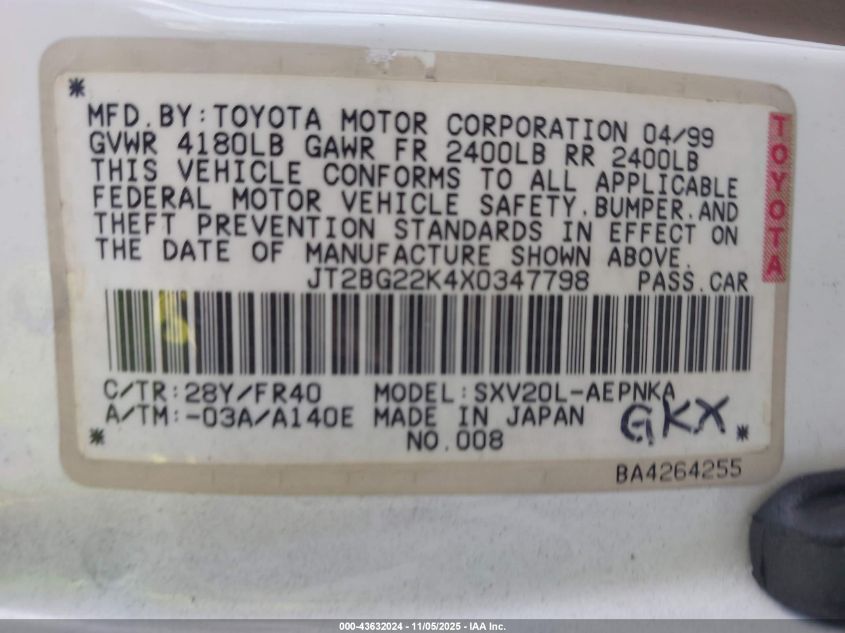 MFD.BY:TOYOTA MOTOR CORPORATION 04/99
GVWR 4180LB GAWR FR 2400LB RR 2400LB
THIS VEHICLE CONFORMS TO ALL APPLICABLE
FEDERAL MOTOR VEHICLE SAFETY,BUMPER,AND
THEFT PREVENTION STANDARDS IN EFFECT ON
THE DATE OF MANUFACTURE SHOWN ABOVE.
JT2BG22K4X0347798 PASS.CAR
TOYOTA
C/TR:28Y/FR40 MODEL:SXV20L-AEPNKA
A/TM:-03A/A140E MADE IN JAPAN
GKX
NO.008
BA4264255
000-43632024 - 11/05/2025 - IAA Inc.